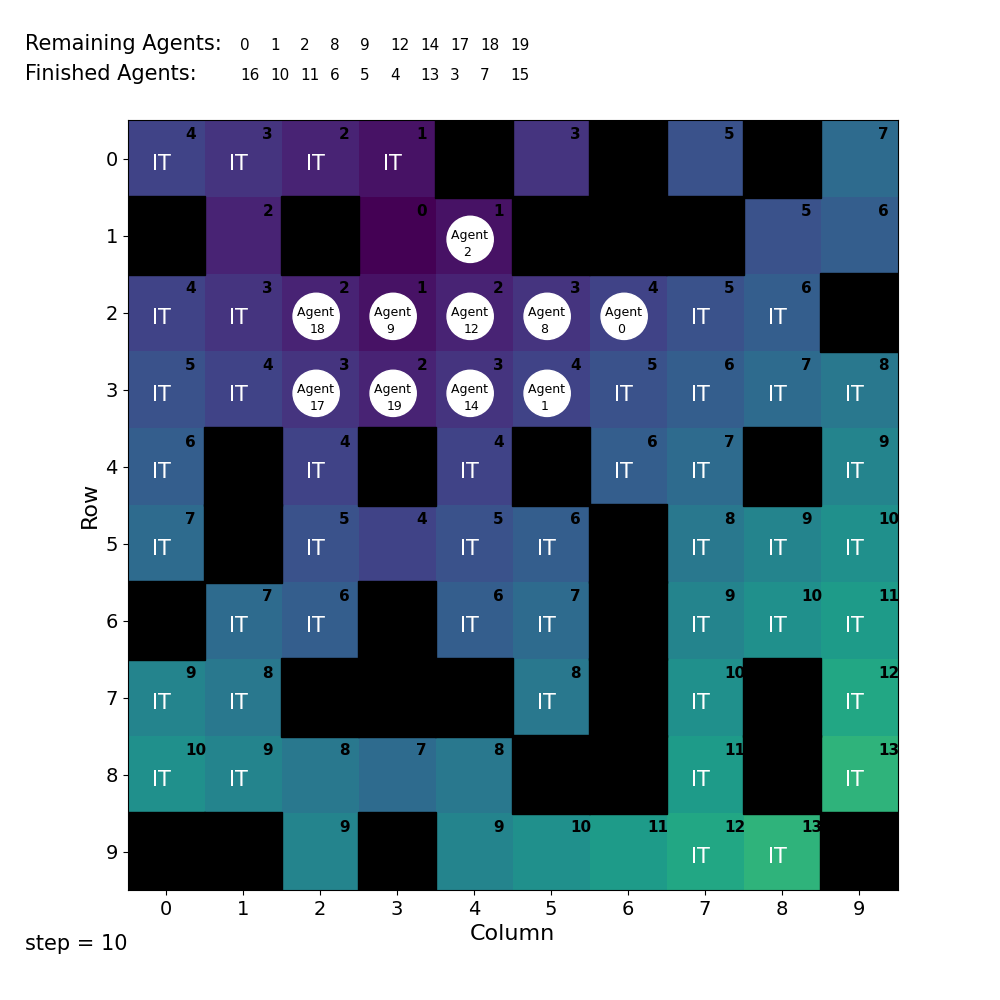 Remaining Agents: 0 1 2 8 9 12 14 17 18 19
Finished Agents: 16 10 11 6 5 4 13 3 7 15
4 3 2 1 3 5 7
0 IT IT IT IT
2 0 1 5 6
1 Agent 2
4 3 2 1 2 3 4 5 6
2 IT IT Agent 18 Agent 9 Agent 12 Agent 8 Agent 0 IT IT
5 4 3 2 3 4 5 6 7 8
3 IT IT Agent 17 Agent 19 Agent 14 Agent 1 IT IT IT IT
6 4 4 6 7 9
4 IT IT IT IT IT IT
7 5 4 5 6 8 9 10
5 IT IT IT IT IT IT IT
7 6 6 7 9 10 11
6 IT IT IT IT IT IT IT
9 8 8 10 12
7 IT IT IT IT IT
10 9 8 7 8 11 13
8 IT IT IT IT
9 9 10 11 12 13
9 IT IT
0 1 2 3 4 5 6 7 8 9
Row
Column
step = 10